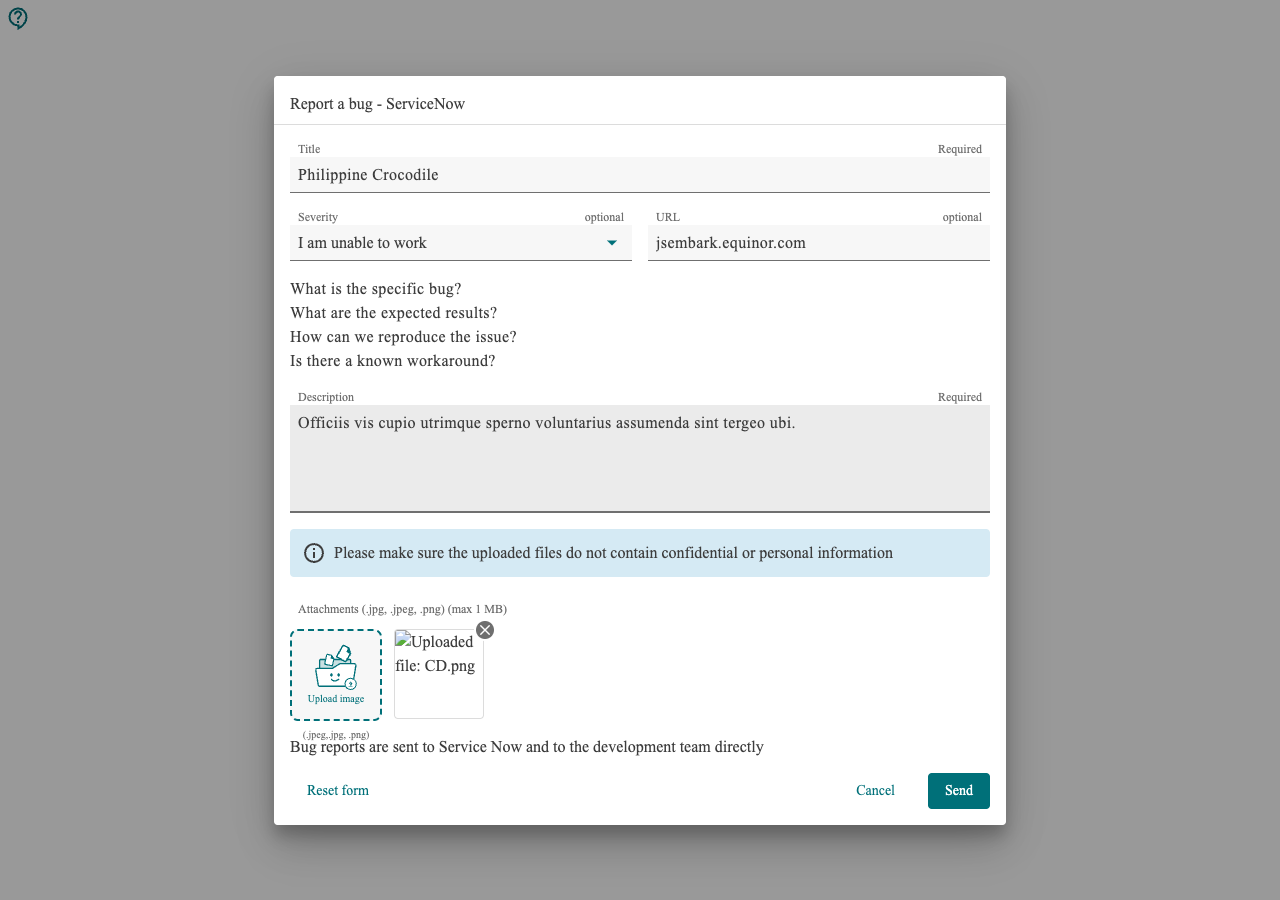 Report a bug - ServiceNow
Title Required
Philippine Crocodile
Severity optional URL optional
I am unable to work jsembark.equinor.com
What is the specific bug?
What are the expected results?
How can we reproduce the issue?
Is there a known workaround?
Description Required
Officiis vis cupio utrimque sperno voluntarius assumenda sint tergeo ubi.
Please make sure the uploaded files do not contain confidential or personal information
Attachments (.jpg, .jpeg, .png) (max 1 MB)
Uploaded
file: CD.png
Upload image
(.jpeg,.jpg, .png)
Bug reports are sent to Service Now and to the development team directly
Reset form Cancel Send